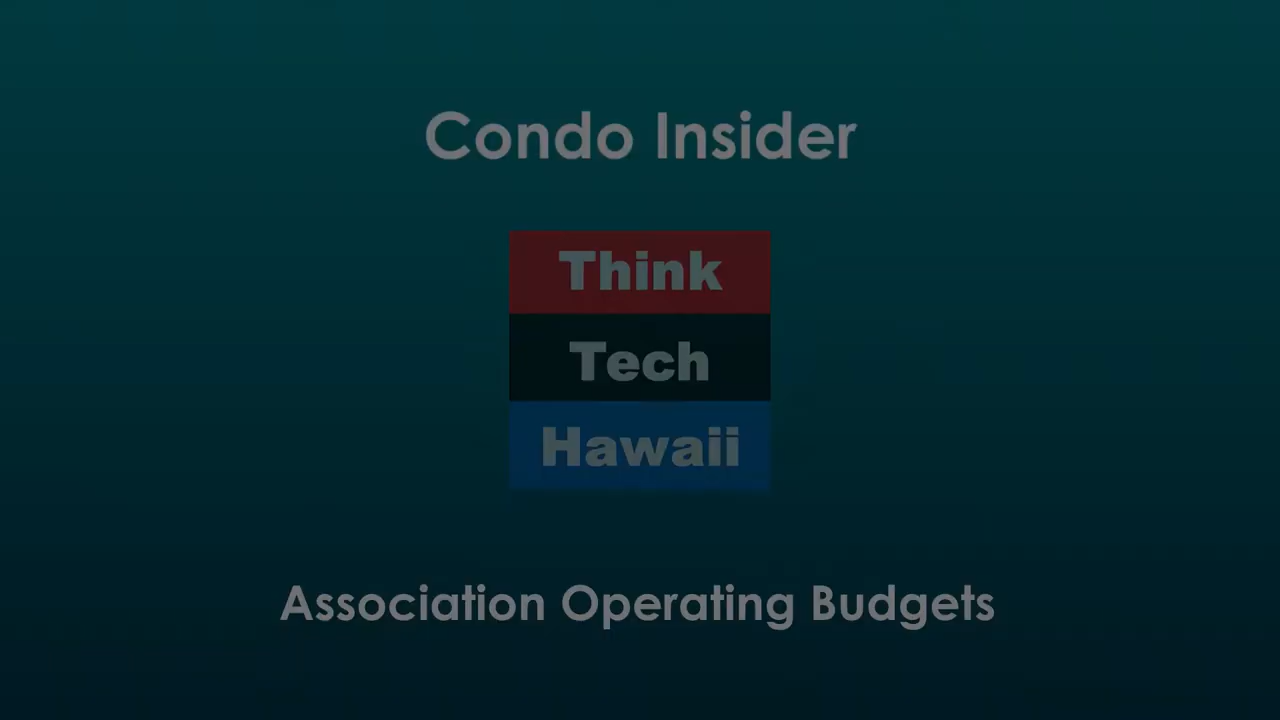 Condo Insider
Think
Tech
Hawaii
Association Operating Budgets